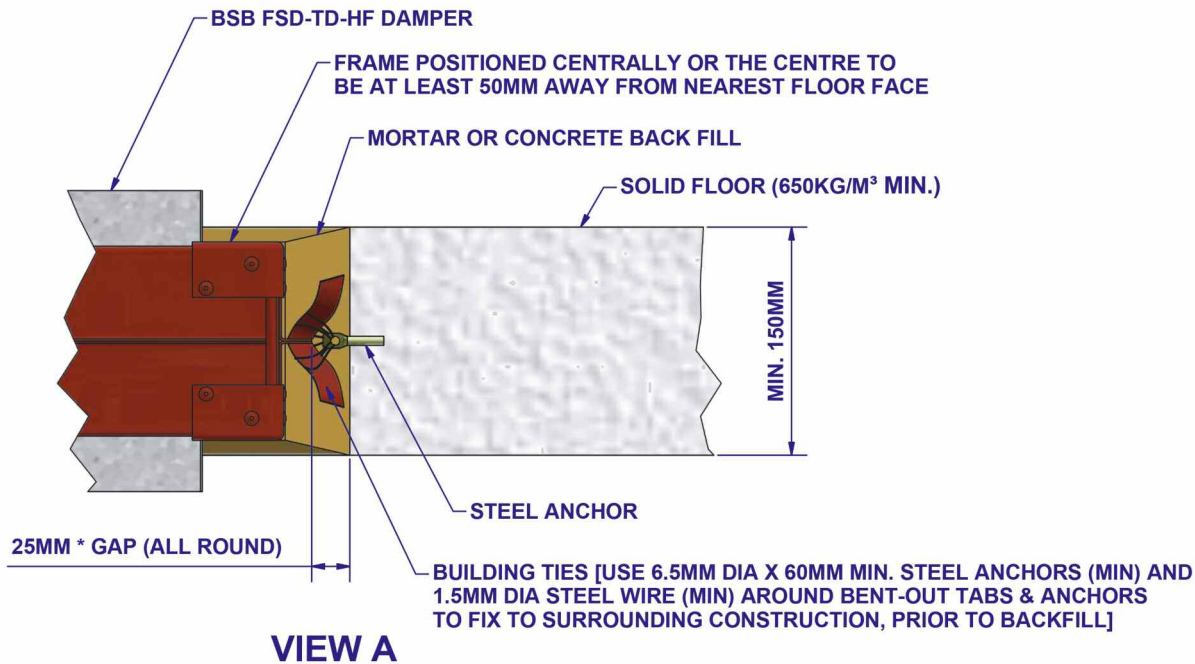 BSB FSD-TD-HF DAMPER
FRAME POSITIONED CENTRALLY OR THE CENTRE TO
BE AT LEAST 50MM AWAY FROM NEAREST FLOOR FACE
MORTAR OR CONCRETE BACK FILL
SOLID FLOOR (650KG/M³ MIN.)
MIN. 150MM
STEEL ANCHOR
25MM * GAP (ALL ROUND)
BUILDING TIES [USE 6.5MM DIA X 60MM MIN. STEEL ANCHORS (MIN) AND
1.5MM DIA STEEL WIRE (MIN) AROUND BENT-OUT TABS & ANCHORS
TO FIX TO SURROUNDING CONSTRUCTION, PRIOR TO BACKFILL]
VIEW A